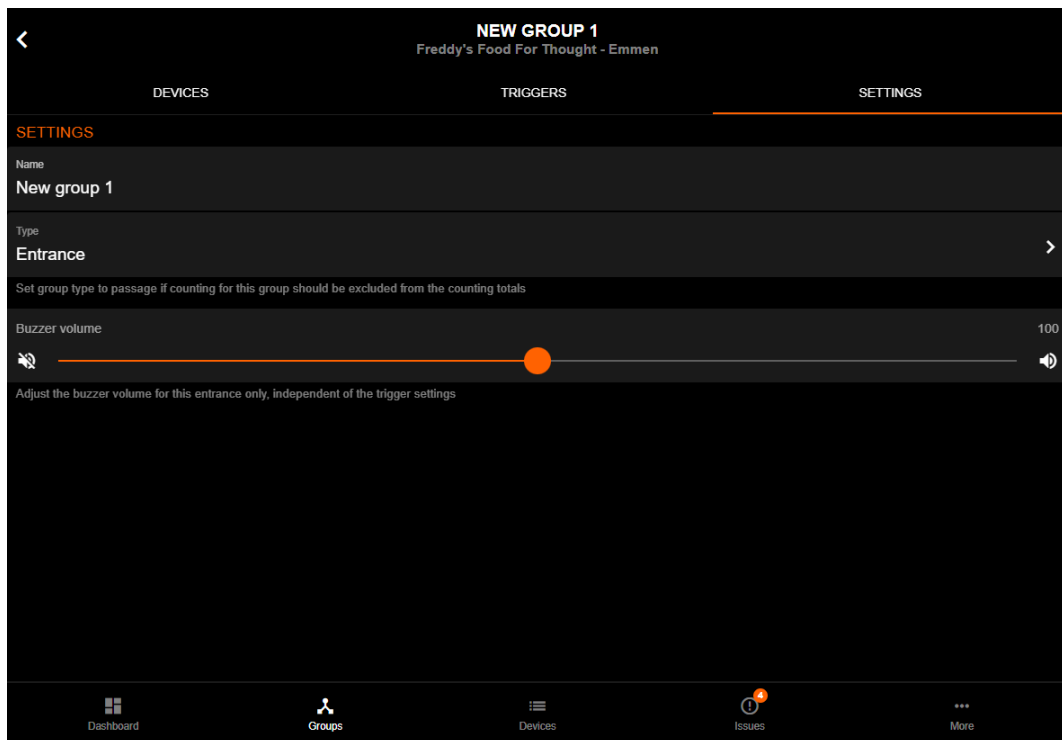 NEW GROUP 1
Freddy's Food For Thought - Emmen
DEVICES
TRIGGERS
SETTINGS
SETTINGS
Name
New group 1
Type
Entrance
Set group type to passage if counting for this group should be excluded from the counting totals
Buzzer volume
100
Adjust the buzzer volume for this entrance only, independent of the trigger settings
4
Dashboard
Groups
Devices
Issues
More